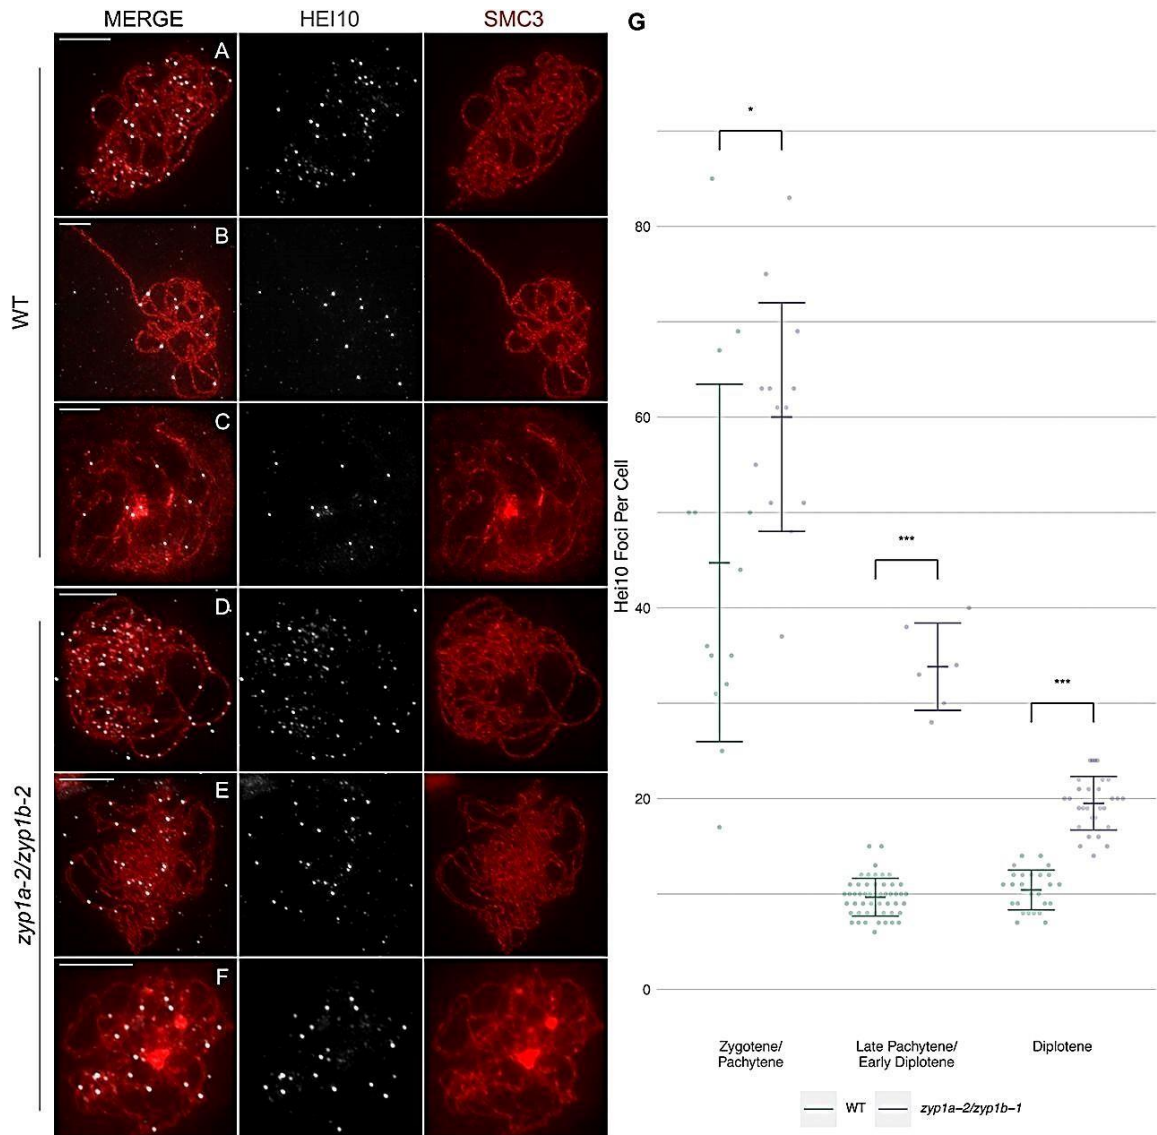 MERGE HEI10 SMC3 G
A
B
WT
C
D
zyp1a-2/zyp1b-2
E
F
*
80
60
***
40
***
20
0
Hei10 Foci Per Cell
Zygotene/
Pachytene
Late Pachytene/
Early Diplotene
Diplotene
WT zyp1a–2/zyp1b–1